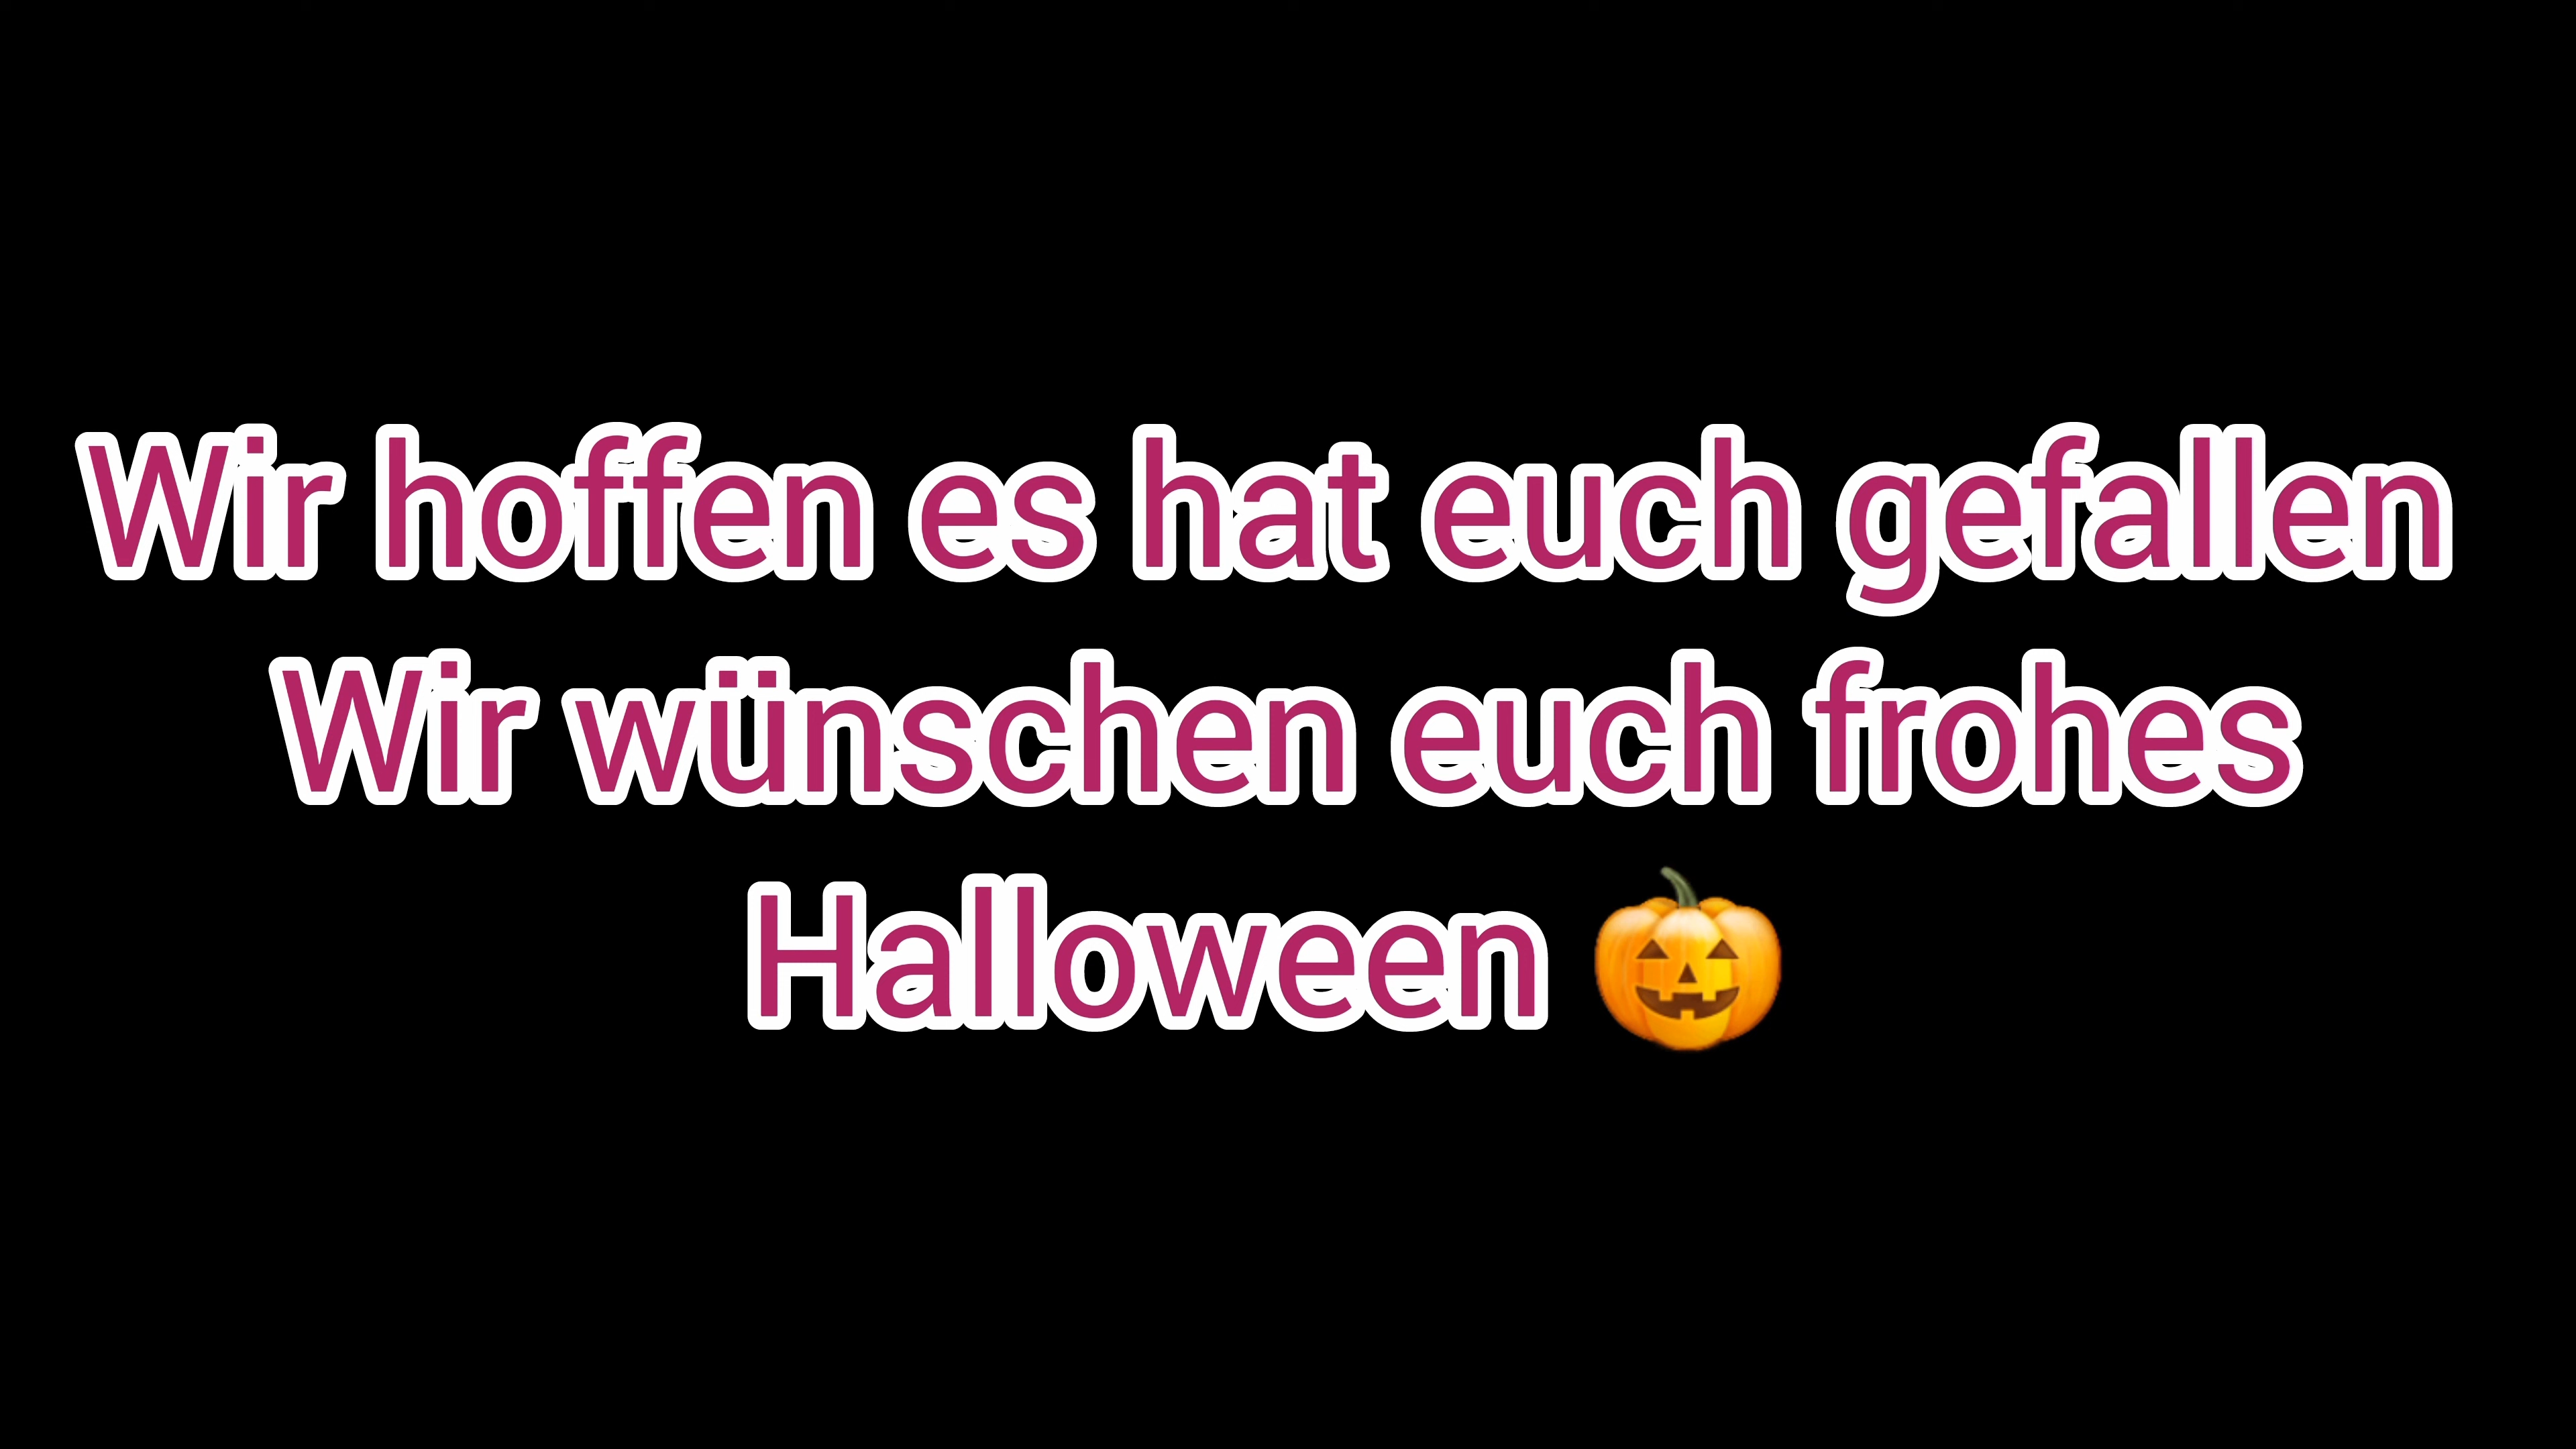 Wir hoffen es hat euch gefallen
Wir wünschen euch frohes
Halloween 🎃